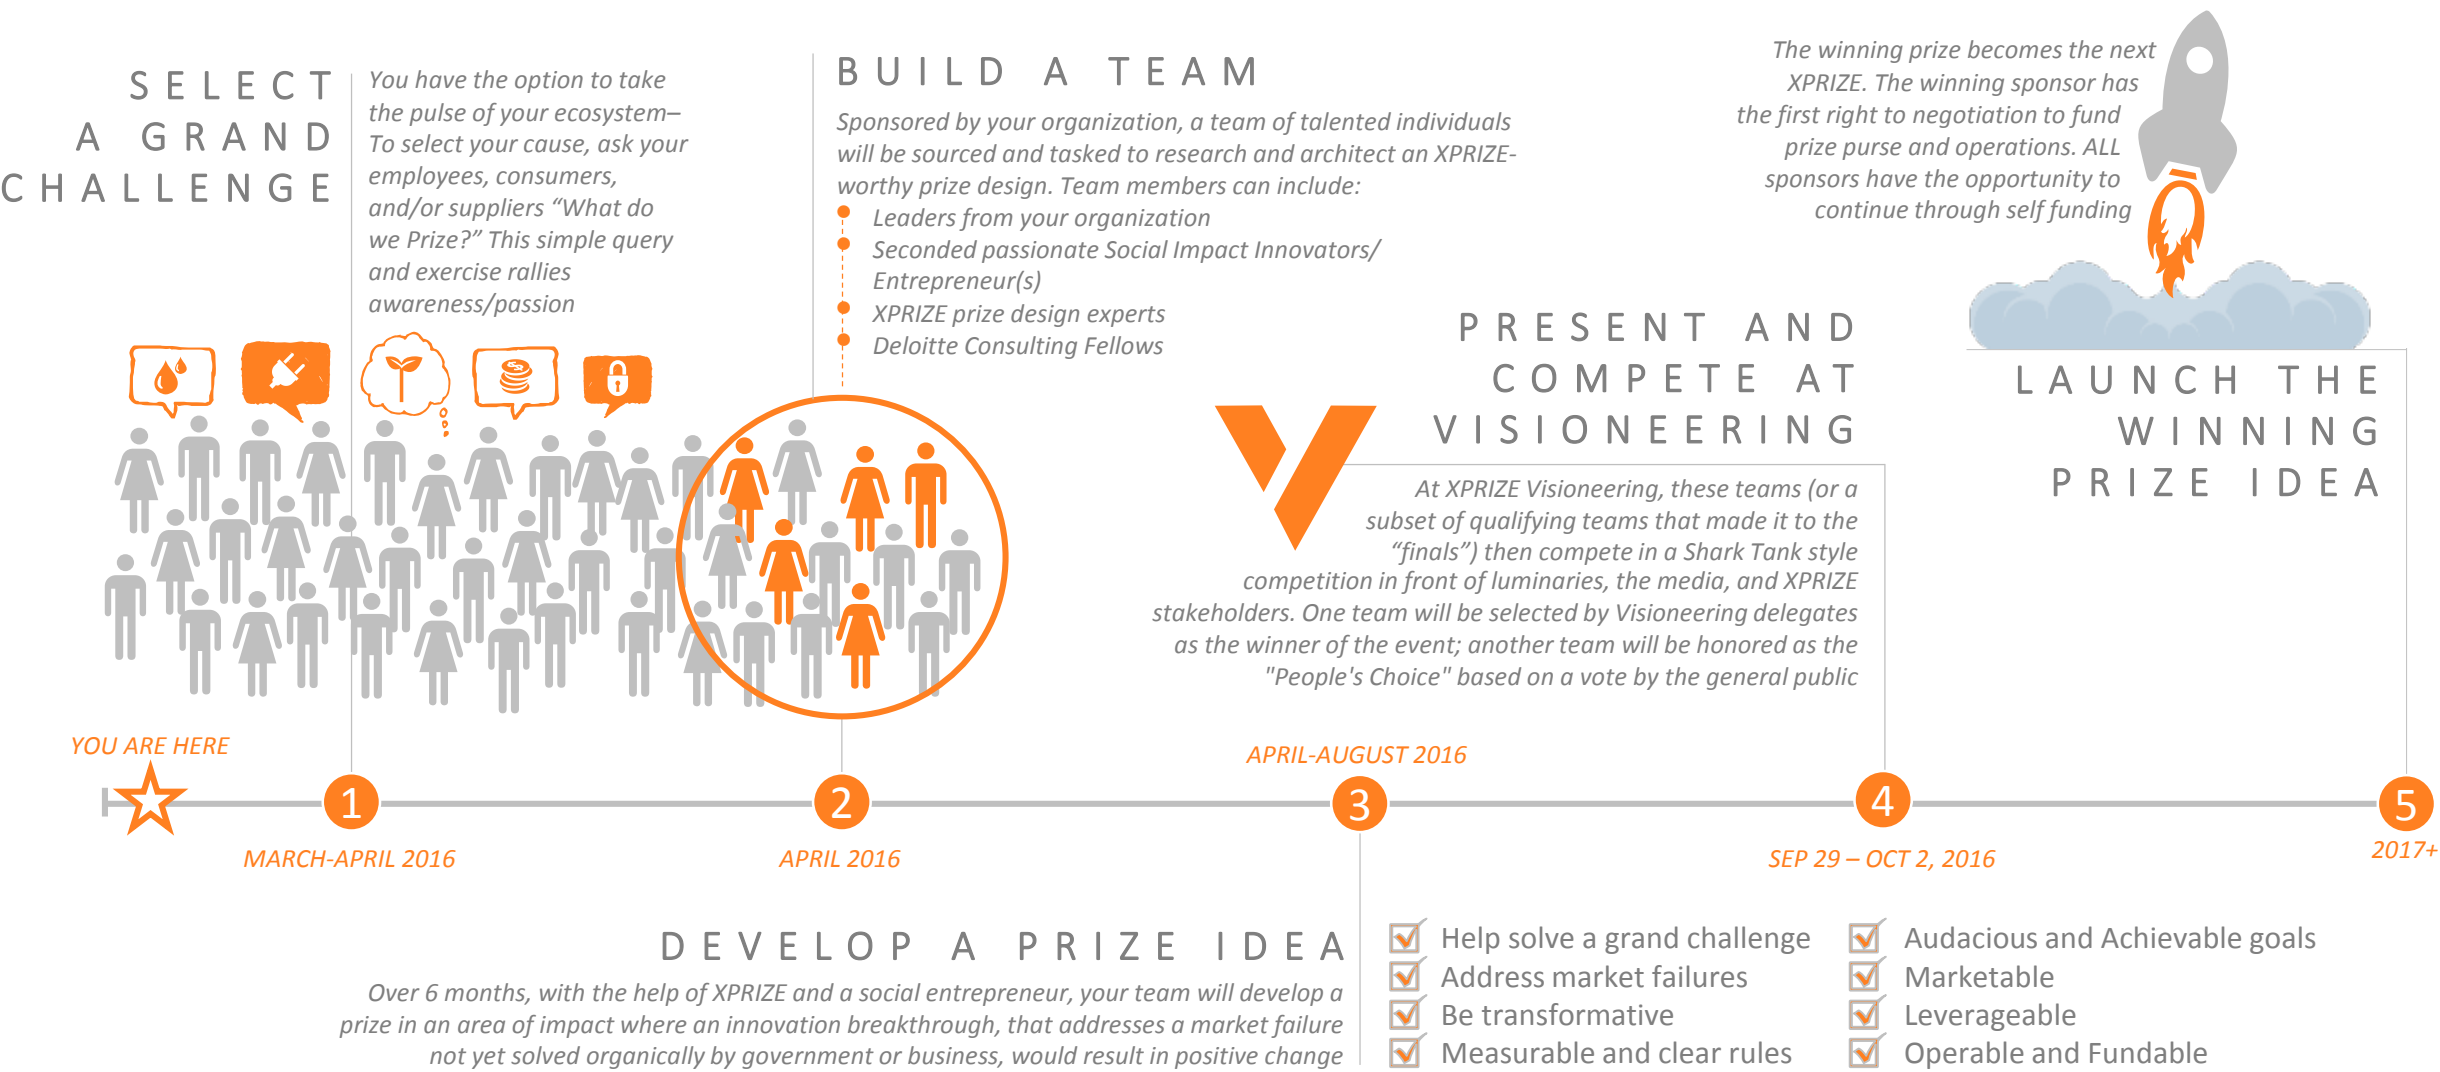 SELECT
A GRAND
CHALLENGE
You have the option to take
the pulse of your ecosystem–
To select your cause, ask your
employees, consumers,
and/or suppliers “What do
we Prize?” This simple query
and exercise rallies
awareness/passion
BUILD A TEAM
Sponsored by your organization, a team of talented individuals
will be sourced and tasked to research and architect an XPRIZE-
worthy prize design. Team members can include:
Leaders from your organization
Seconded passionate Social Impact Innovators/
Entrepreneur(s)
XPRIZE prize design experts
Deloitte Consulting Fellows
PRESENT AND
COMPETE AT
VISIONEERING
At XPRIZE Visioneering, these teams (or a
subset of qualifying teams that made it to the
“finals”) then compete in a Shark Tank style
competition in front of luminaries, the media, and XPRIZE
stakeholders. One team will be selected by Visioneering delegates
as the winner of the event; another team will be honored as the
"People's Choice" based on a vote by the general public
The winning prize becomes the next
XPRIZE. The winning sponsor has
the first right to negotiation to fund
prize purse and operations. ALL
sponsors have the opportunity to
continue through self funding
LAUNCH THE
WINNING
PRIZE IDEA
YOU ARE HERE
1
MARCH-APRIL 2016
2
APRIL 2016
APRIL-AUGUST 2016
3
4
SEP 29 – OCT 2, 2016
5
2017+
DEVELOP A PRIZE IDEA
Over 6 months, with the help of XPRIZE and a social entrepreneur, your team will develop a
prize in an area of impact where an innovation breakthrough, that addresses a market failure
not yet solved organically by government or business, would result in positive change
Help solve a grand challenge
Address market failures
Be transformative
Measurable and clear rules
Audacious and Achievable goals
Marketable
Leverageable
Operable and Fundable